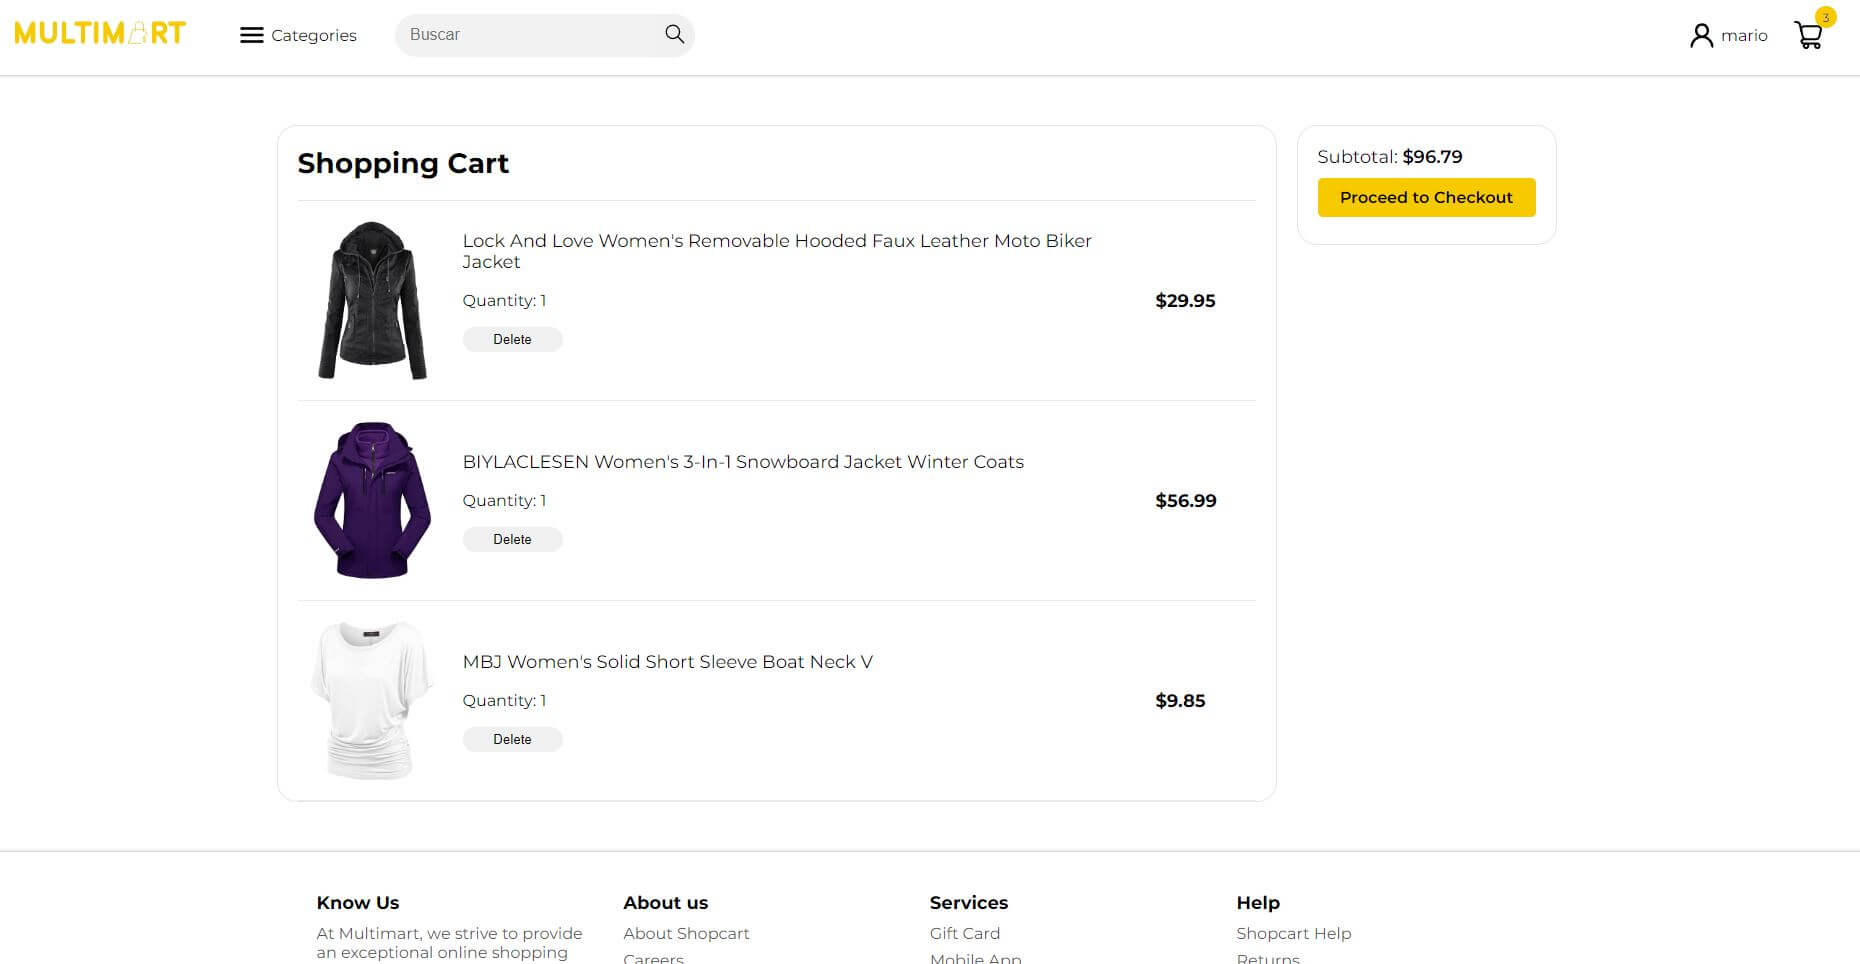 MULTIMART
Categories
Buscar
mario
3
Shopping Cart
Lock And Love Women's Removable Hooded Faux Leather Moto Biker
Jacket
Quantity: 1
$29.95
Delete
BIYLACLESEN Women's 3-In-1 Snowboard Jacket Winter Coats
Quantity: 1
$56.99
Delete
MBJ Women's Solid Short Sleeve Boat Neck V
Quantity: 1
$9.85
Delete
Subtotal: $96.79
Proceed to Checkout
Know Us
At Multimart, we strive to provide
an exceptional online shopping
About us
About Shopcart
Careers
Services
Gift Card
Mobile App
Help
Shopcart Help
Returns